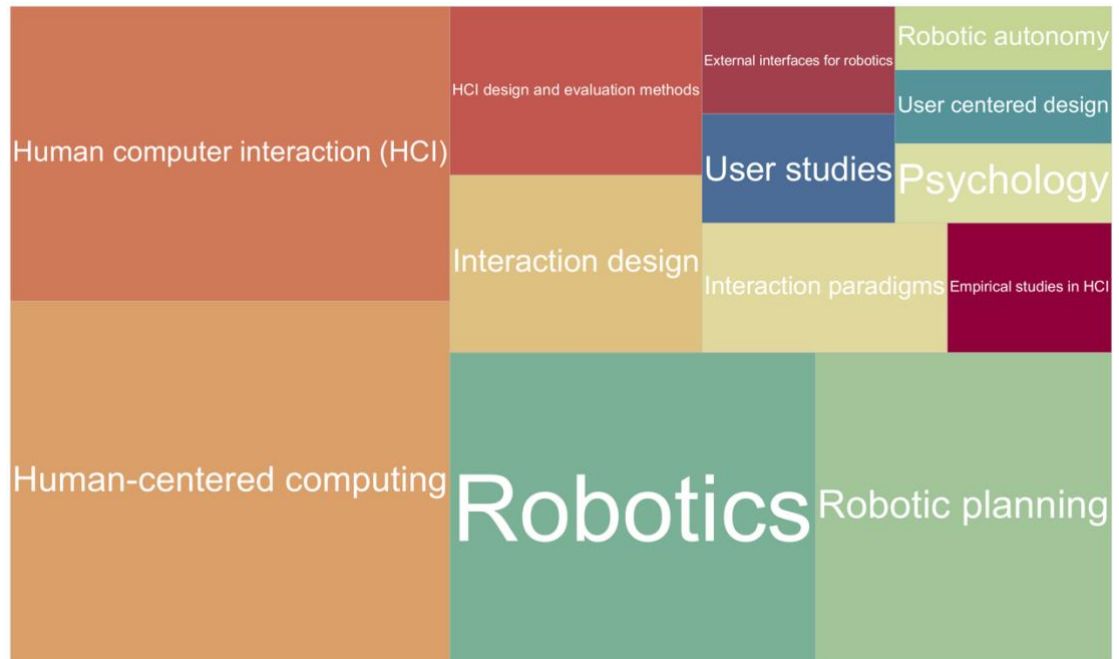 Human computer interaction (HCI)
Human-centered computing
HCI design and evaluation methods
Interaction design
External interfaces for robotics
User studies
Robotic autonomy
User centered design
Psychology
Interaction paradigms
Empirical studies in HCI
Robotics
Robotic planning